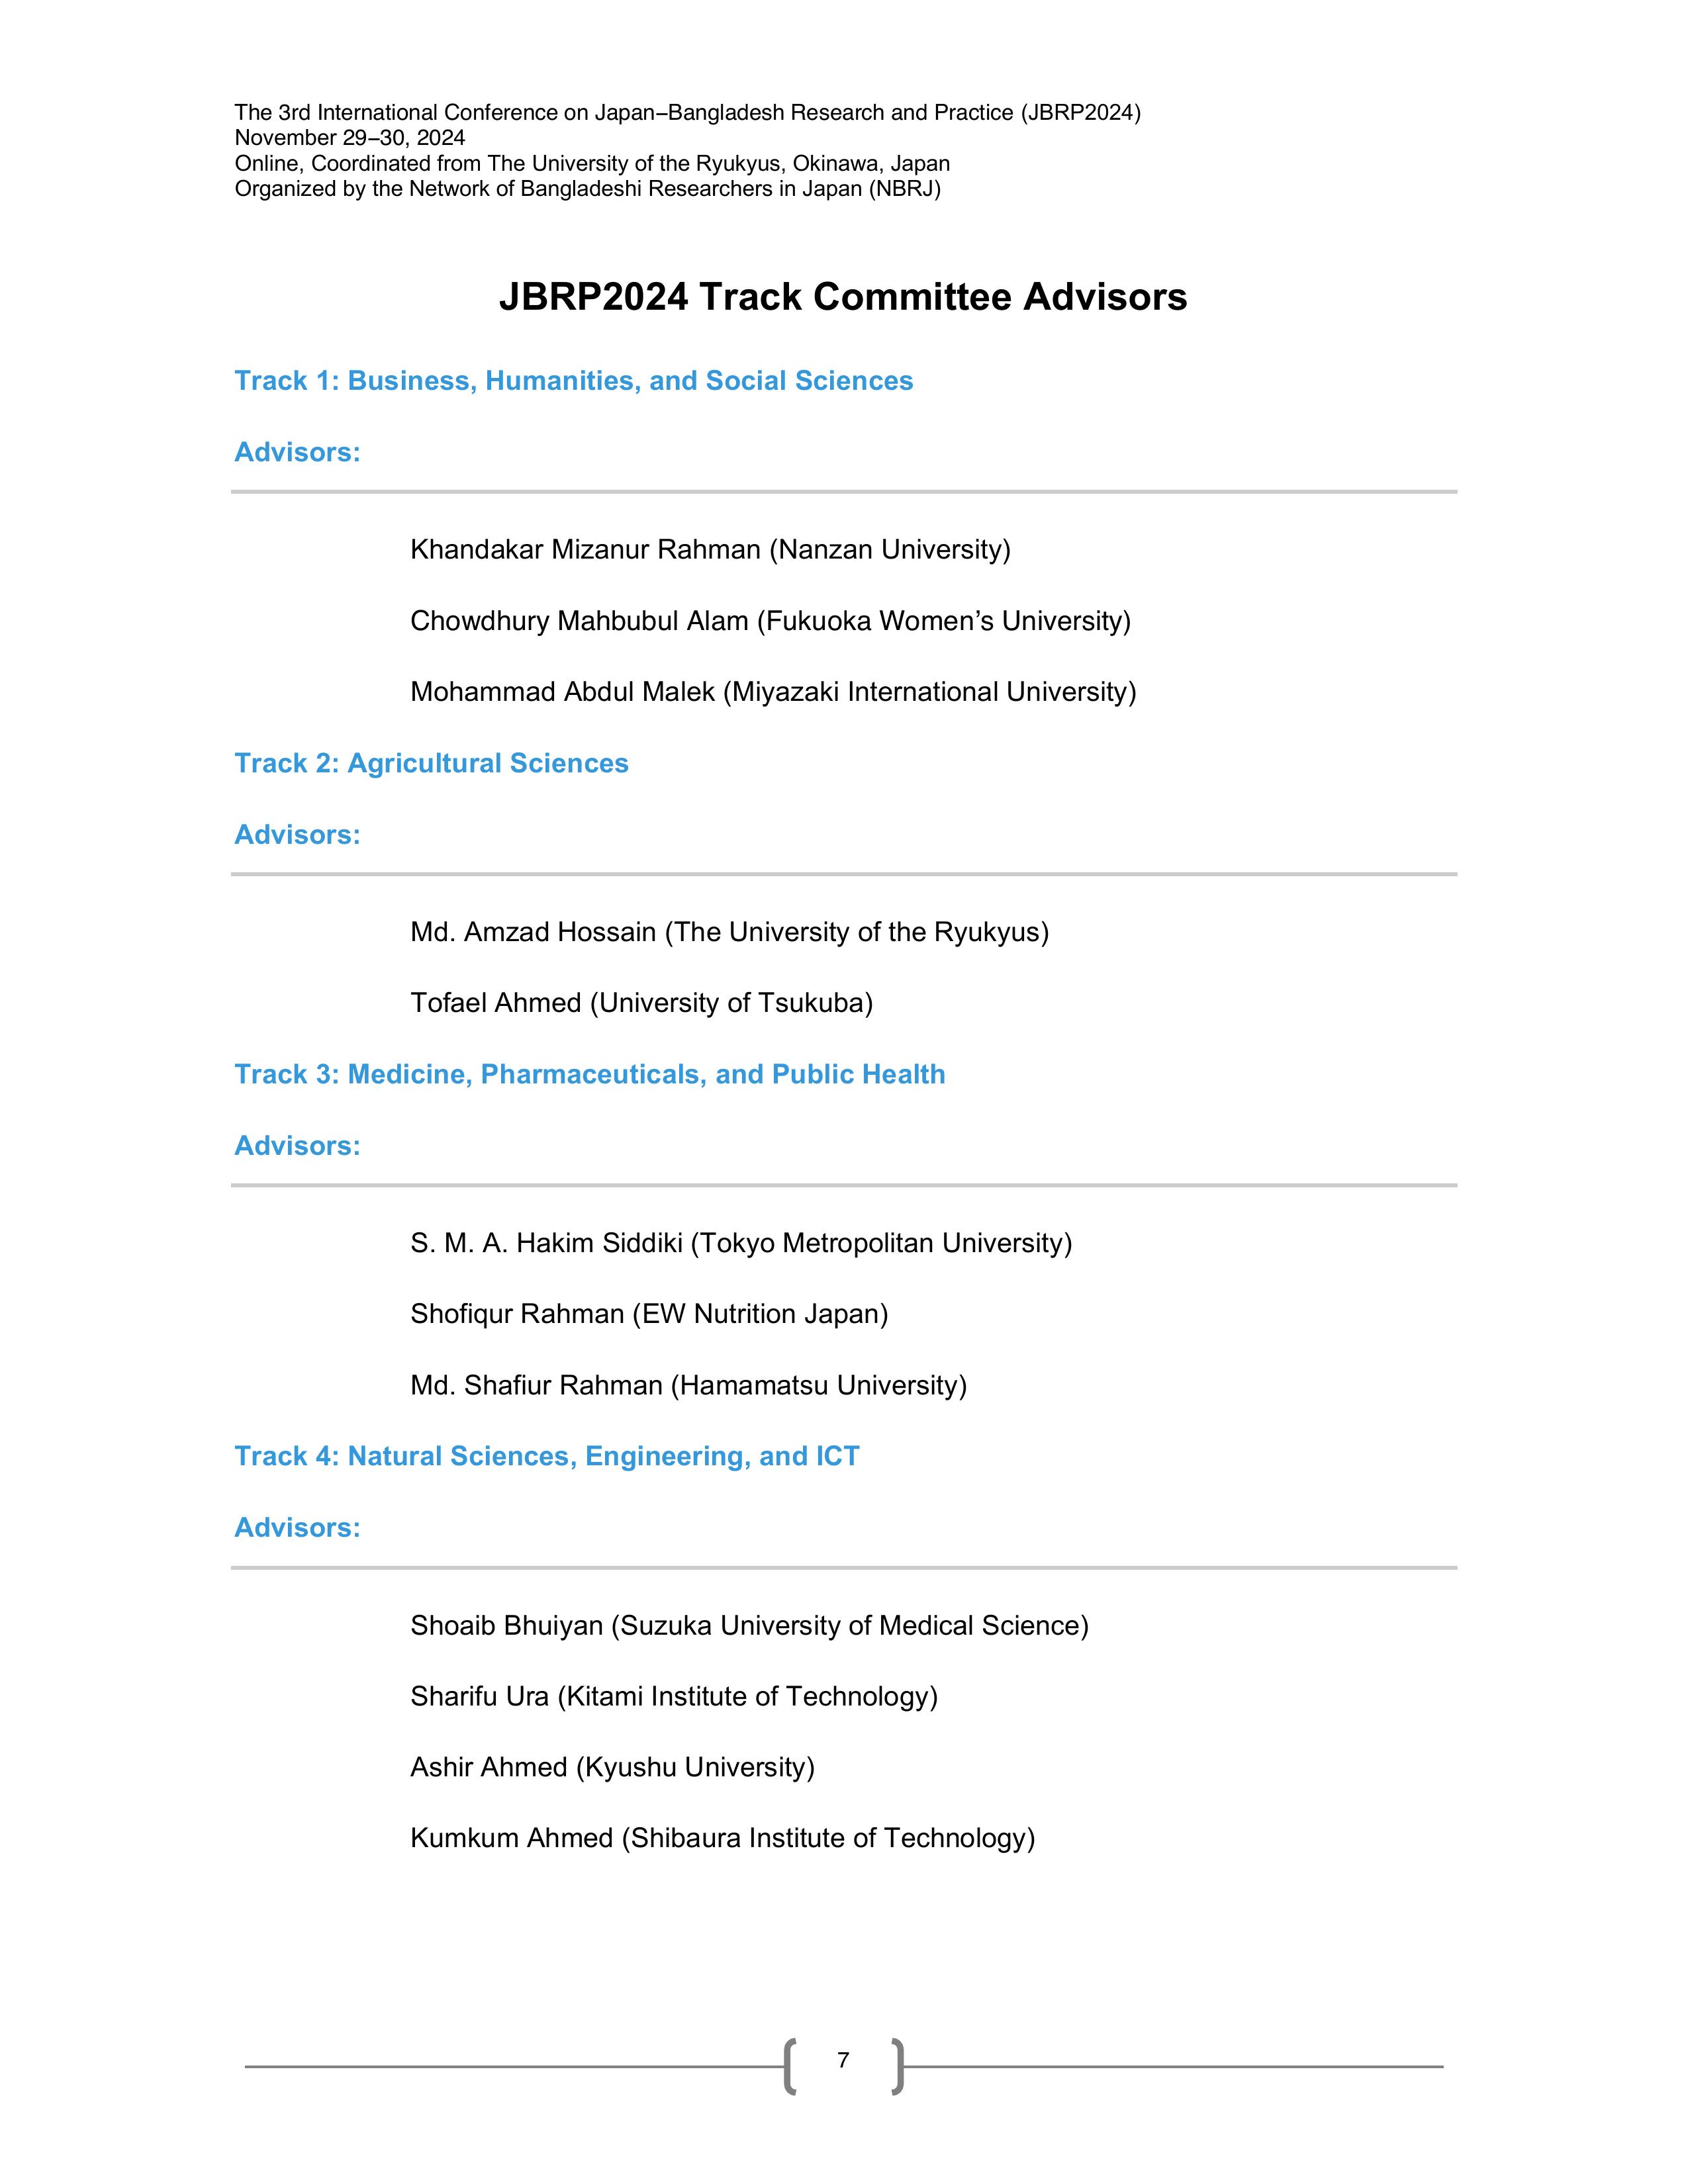 The 3rd International Conference on Japan–Bangladesh Research and Practice (JBRP2024)
November 29–30, 2024
Online, Coordinated from The University of the Ryukyus, Okinawa, Japan
Organized by the Network of Bangladeshi Researchers in Japan (NBRJ)
JBRP2024 Track Committee Advisors
Track 1: Business, Humanities, and Social Sciences
Advisors:
Khandakar Mizanur Rahman (Nanzan University)
Chowdhury Mahbubul Alam (Fukuoka Women’s University)
Mohammad Abdul Malek (Miyazaki International University)
Track 2: Agricultural Sciences
Advisors:
Md. Amzad Hossain (The University of the Ryukyus)
Tofael Ahmed (University of Tsukuba)
Track 3: Medicine, Pharmaceuticals, and Public Health
Advisors:
S. M. A. Hakim Siddiki (Tokyo Metropolitan University)
Shofiqur Rahman (EW Nutrition Japan)
Md. Shafiur Rahman (Hamamatsu University)
Track 4: Natural Sciences, Engineering, and ICT
Advisors:
Shoaib Bhuiyan (Suzuka University of Medical Science)
Sharifu Ura (Kitami Institute of Technology)
Ashir Ahmed (Kyushu University)
Kumkum Ahmed (Shibaura Institute of Technology)
7